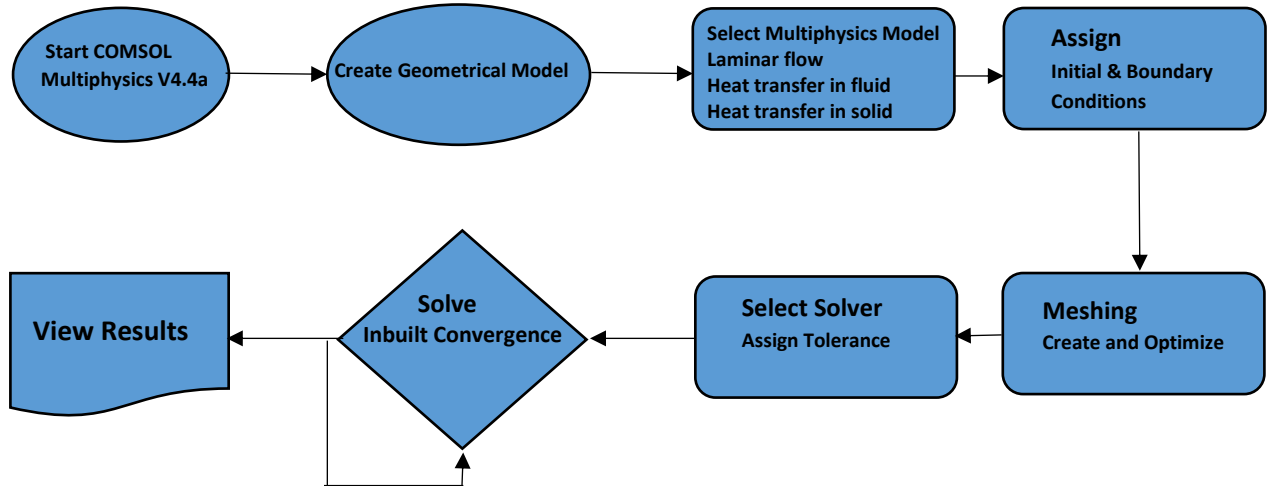 Start COMSOL
Multiphysics V4.4a
Create Geometrical Model
Select Multiphysics Model
Laminar flow
Heat transfer in fluid
Heat transfer in solid
Assign
Initial & Boundary
Conditions
Meshing
Create and Optimize
Select Solver
Assign Tolerance
Solve
Inbuilt Convergence
View Results